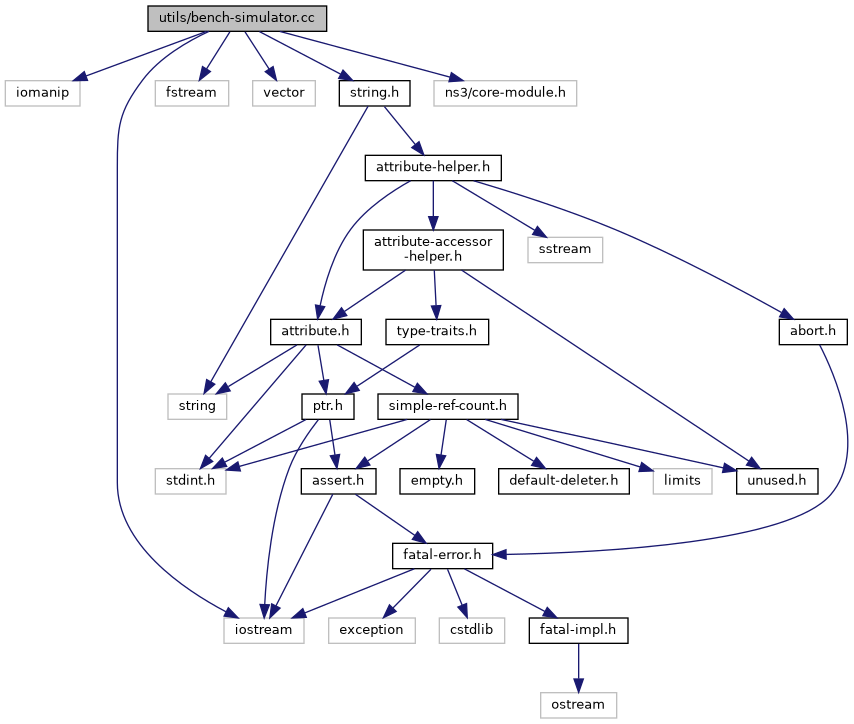 utils/bench-simulator.cc
iomanip
fstream
vector
string.h
ns3/core-module.h
attribute-helper.h
attribute-accessor
-helper.h
sstream
attribute.h
type-traits.h
abort.h
string
ptr.h
simple-ref-count.h
stdint.h
assert.h
empty.h
default-deleter.h
limits
unused.h
fatal-error.h
iostream
exception
cstdlib
fatal-impl.h
ostream